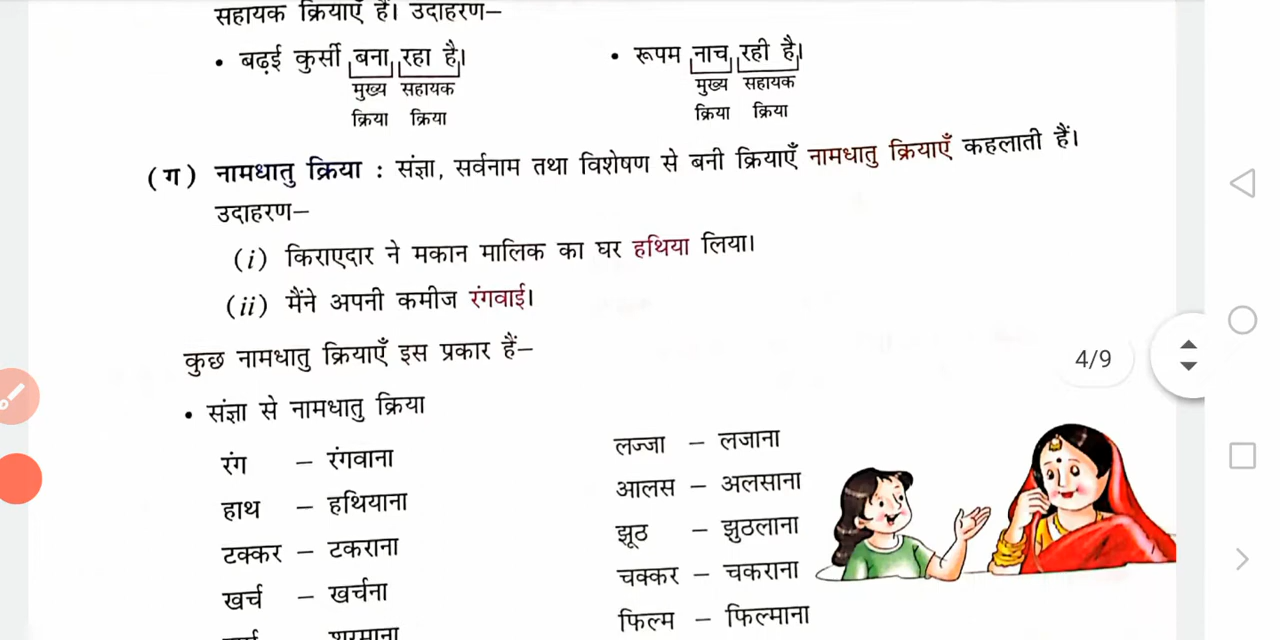 सहायक क्रियाएँ हैं। उदाहरण–
• बढ़ई कुर्सी बना रहा है।
मुख्य सहायक
क्रिया क्रिया
• रूपम नाच रही है।
मुख्य सहायक
क्रिया क्रिया
(ग) नामधातु क्रिया : संज्ञा, सर्वनाम तथा विशेषण से बनी क्रियाएँ नामधातु क्रियाएँ कहलाती हैं।
उदाहरण–
(i) किराएदार ने मकान मालिक का घर हथिया लिया।
(ii) मैंने अपनी कमीज रंगवाई।
कुछ नामधातु क्रियाएँ इस प्रकार हैं–
4/9
• संज्ञा से नामधातु क्रिया
रंग – रंगवाना
हाथ – हथियाना
टक्कर – टकराना
खर्च – खर्चना
शरमाना
लज्जा – लजाना
आलस – अलसाना
झूठ – झुठलाना
चक्कर – चकराना
फिल्म – फिल्माना